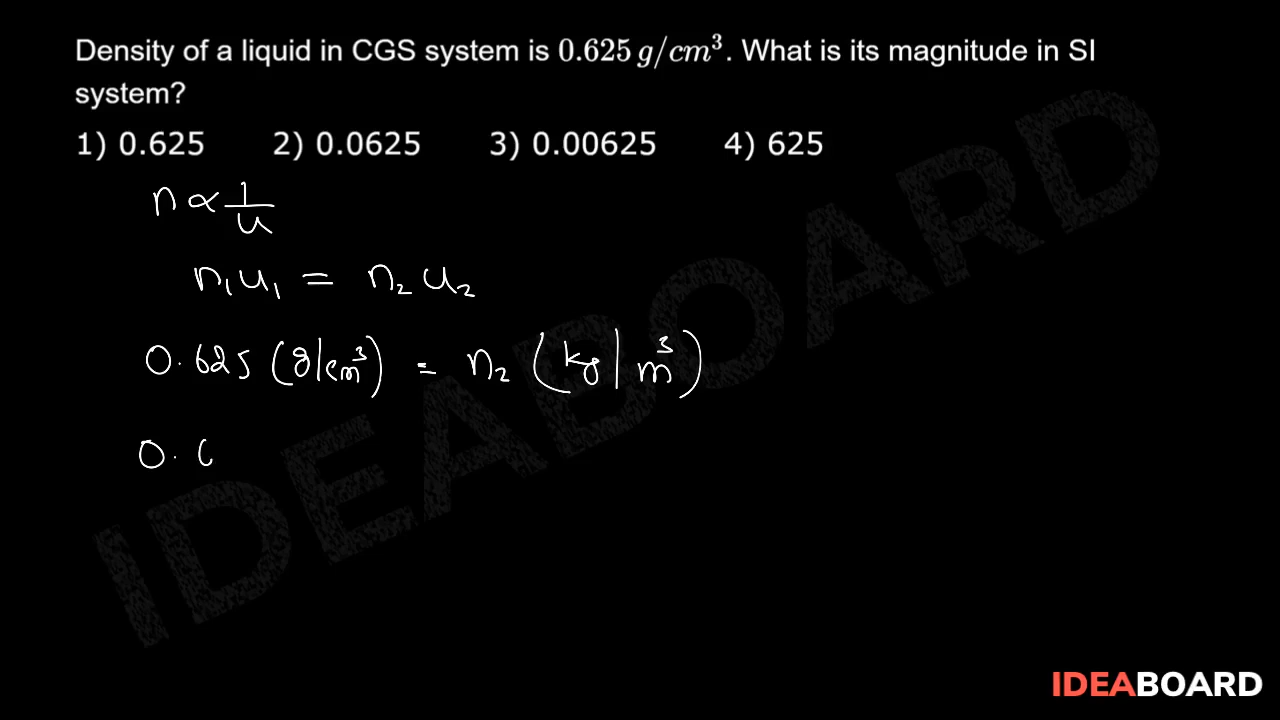 Density of a liquid in CGS system is 0.625 g/cm³. What is its magnitude in SI
system?
1) 0.625 2) 0.0625 3) 0.00625 4) 625
n ∝ 1/u
n₁u₁ = n₂u₂
0.625 (g/cm³) = n₂ (kg/m³)
0. (
IDEABOARD
IDEABOARD